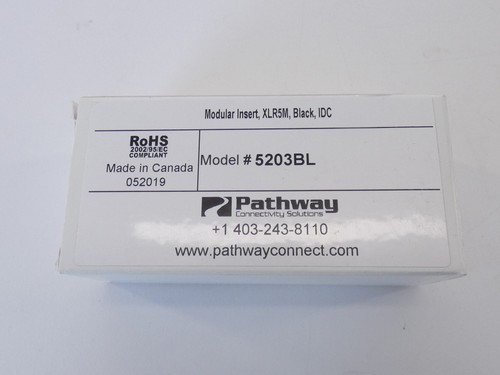 Modular Insert, XLR5M, Black, IDC
RoHS
2002/95/EC
COMPLIANT
Made in Canada
052019
Model # 5203BL
Pathway
Connectivity Solutions
+1 403-243-8110
www.pathwayconnect.com